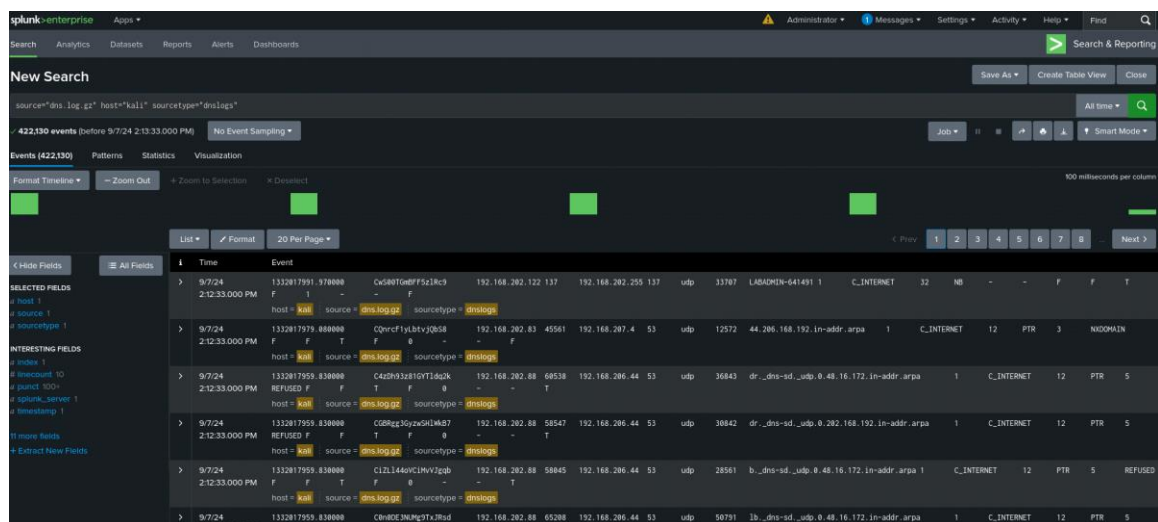 splunk>enterprise Apps ▾ Administrator ▾ 1 Messages ▾ Settings ▾ Activity ▾ Help ▾ Find
Search Analytics Datasets Reports Alerts Dashboards Search & Reporting
New Search Save As ▾ Create Table View Close
source="dns.log.gz" host="kali" sourcetype="dnslogs" All time ▾
✓ 422,130 events (before 9/7/24 2:13:33.000 PM) No Event Sampling ▾ Job ▾ Smart Mode ▾
Events (422,130) Patterns Statistics Visualization
Format Timeline ▾ – Zoom Out + Zoom to Selection × Deselect 100 milliseconds per column
List ▾ Format 20 Per Page ▾ < Prev 1 2 3 4 5 6 7 8 ... Next >
< Hide Fields All Fields i Time Event
SELECTED FIELDS
a host 1
a source 1
a sourcetype 1
INTERESTING FIELDS
a index 1
# linecount 10
a punct 100+
a splunk_server 1
a timestamp 1
11 more fields
+ Extract New Fields
> 9/7/24 1332017991.970000 192.168.202.122 137 192.168.202.255 137 udp 33707 LABADMIN-641491 1 C_INTERNET 32 NB - - F F T
2:12:33.000 PM F 1 - - F
host = kali source = dns.log.gz sourcetype = dnslogs
> 9/7/24 1332017979.080000 192.168.202.83 45561 192.168.207.4 53 udp 12572 44.206.168.192.in-addr.arpa 1 C_INTERNET 12 PTR 3 NXDOMAIN
2:12:33.000 PM F F T F 0 - - F
host = kali source = dns.log.gz sourcetype = dnslogs
> 9/7/24 1332017959.830000 192.168.202.88 60538 192.168.206.44 53 udp 36843 dr._dns-sd._udp.0.48.16.172.in-addr.arpa 1 C_INTERNET 12 PTR 5
2:12:33.000 PM REFUSED F F T F 0 - - T
host = kali source = dns.log.gz sourcetype = dnslogs
> 9/7/24 1332017959.830000 192.168.202.88 58547 192.168.206.44 53 udp 30842 dr._dns-sd._udp.0.202.168.192.in-addr.arpa 1 C_INTERNET 12 PTR 5
2:12:33.000 PM REFUSED F F T F 0 - - T
host = kali source = dns.log.gz sourcetype = dnslogs
> 9/7/24 1332017959.830000 192.168.202.88 58045 192.168.206.44 53 udp 28561 b._dns-sd._udp.0.48.16.172.in-addr.arpa 1 C_INTERNET 12 PTR 5 REFUSED
2:12:33.000 PM F F T F 0 - - T
host = kali source = dns.log.gz sourcetype = dnslogs
> 9/7/24 1332017959.830000 192.168.202.88 65208 192.168.206.44 53 udp 50791 lb._dns-sd._udp.0.48.16.172.in-addr.arpa 1 C_INTERNET 12 PTR 5